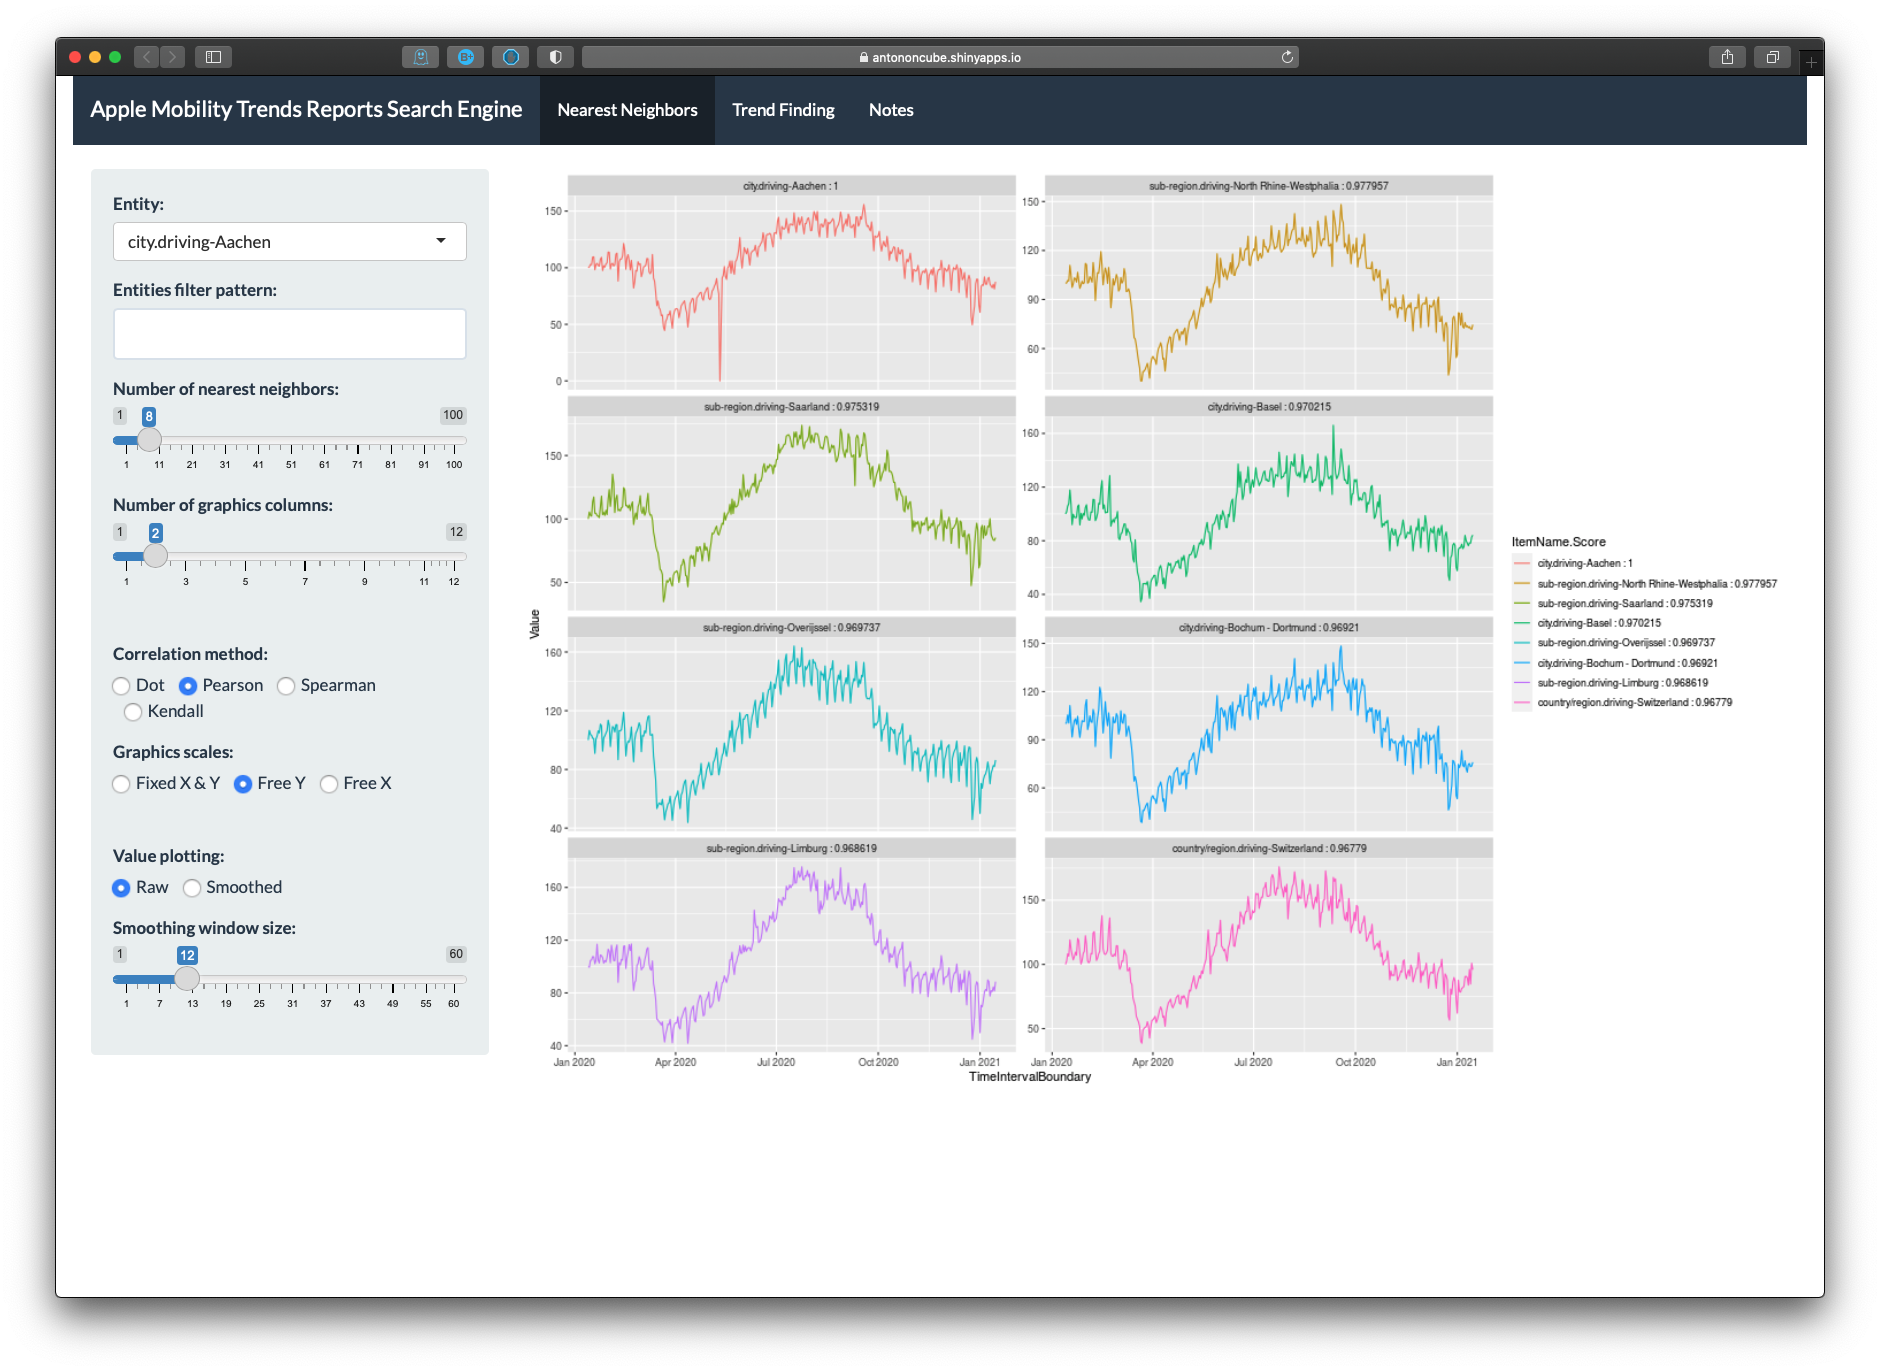 antononcube.shinyapps.io
Apple Mobility Trends Reports Search Engine Nearest Neighbors Trend Finding Notes
Entity:
city.driving-Aachen
Entities filter pattern:
Number of nearest neighbors:
1 8 100
1 11 21 31 41 51 61 71 81 91 100
Number of graphics columns:
1 2 12
1 3 5 7 9 11 12
Correlation method:
Dot Pearson Spearman
Kendall
Graphics scales:
Fixed X & Y Free Y Free X
Value plotting:
Raw Smoothed
Smoothing window size:
1 12 60
1 7 13 19 25 31 37 43 49 55 60
Value
city.driving-Aachen : 1
150
100
50
0
sub-region.driving-North Rhine-Westphalia : 0.977957
150
120
90
60
sub-region.driving-Saarland : 0.975319
150
100
50
city.driving-Basel : 0.970215
160
120
80
40
sub-region.driving-Overijssel : 0.969737
160
120
80
40
city.driving-Bochum - Dortmund : 0.96921
150
120
90
60
sub-region.driving-Limburg : 0.968619
160
120
80
40
country/region.driving-Switzerland : 0.96779
150
100
50
Jan 2020 Apr 2020 Jul 2020 Oct 2020 Jan 2021 Jan 2020 Apr 2020 Jul 2020 Oct 2020 Jan 2021
TimeIntervalBoundary
ItemName.Score
city.driving-Aachen : 1
sub-region.driving-North Rhine-Westphalia : 0.977957
sub-region.driving-Saarland : 0.975319
city.driving-Basel : 0.970215
sub-region.driving-Overijssel : 0.969737
city.driving-Bochum - Dortmund : 0.96921
sub-region.driving-Limburg : 0.968619
country/region.driving-Switzerland : 0.96779